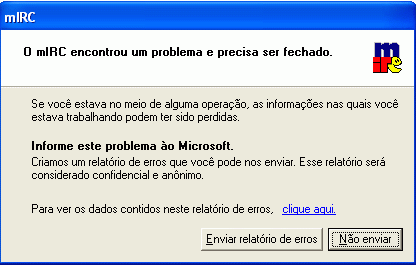 mIRC
O mIRC encontrou um problema e precisa ser fechado.
mirc
Se você estava no meio de alguma operação, as informações nas quais você
estava trabalhando podem ter sido perdidas.
Informe este problema ào Microsoft.
Criamos um relatório de erros que você pode nos enviar. Esse relatório será
considerado confidencial e anônimo.
Para ver os dados contidos neste relatório de erros, clique aqui.
Enviar relatório de erros Não enviar